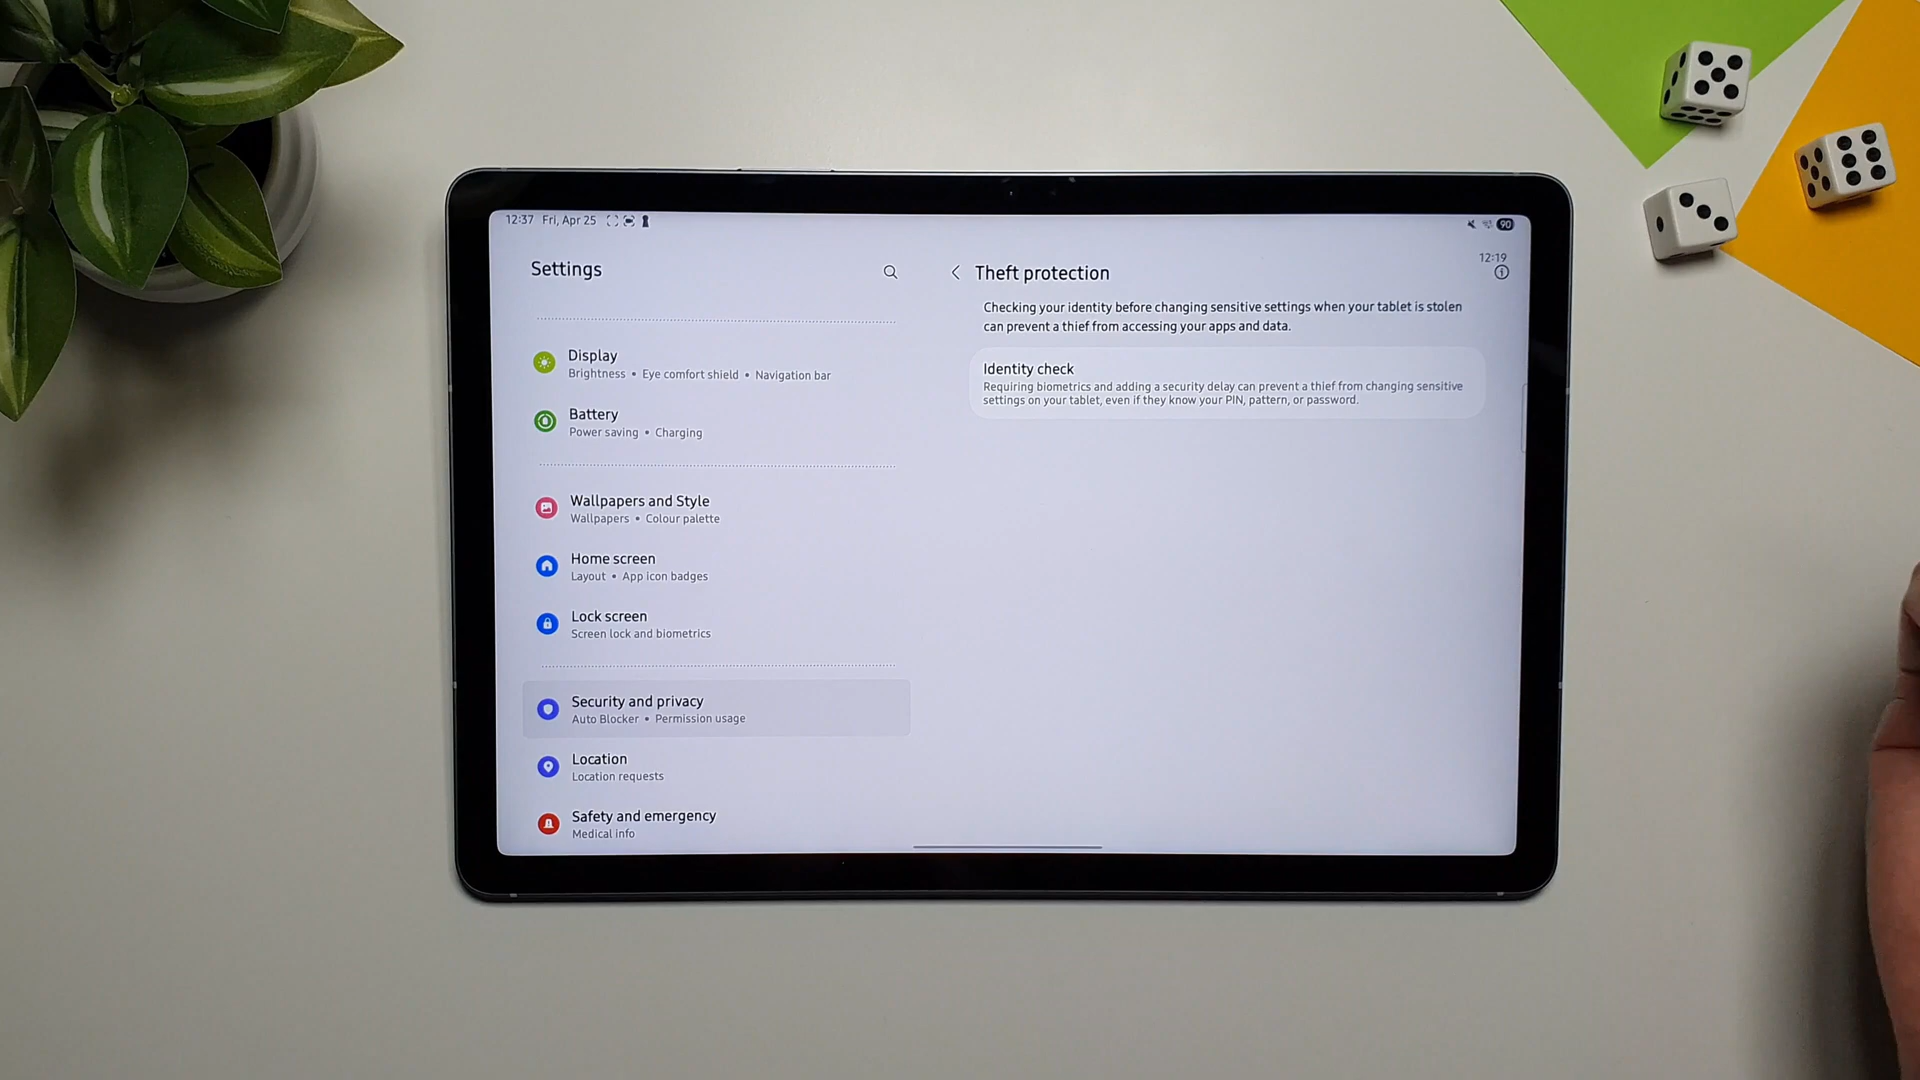 12:37 Fri, Apr 25
90
Settings
Display
Brightness • Eye comfort shield • Navigation bar
Battery
Power saving • Charging
Wallpapers and Style
Wallpapers • Colour palette
Home screen
Layout • App icon badges
Lock screen
Screen lock and biometrics
Security and privacy
Auto Blocker • Permission usage
Location
Location requests
Safety and emergency
Medical info
12:19
Theft protection
Checking your identity before changing sensitive settings when your tablet is stolen
can prevent a thief from accessing your apps and data.
Identity check
Requiring biometrics and adding a security delay can prevent a thief from changing sensitive
settings on your tablet, even if they know your PIN, pattern, or password.